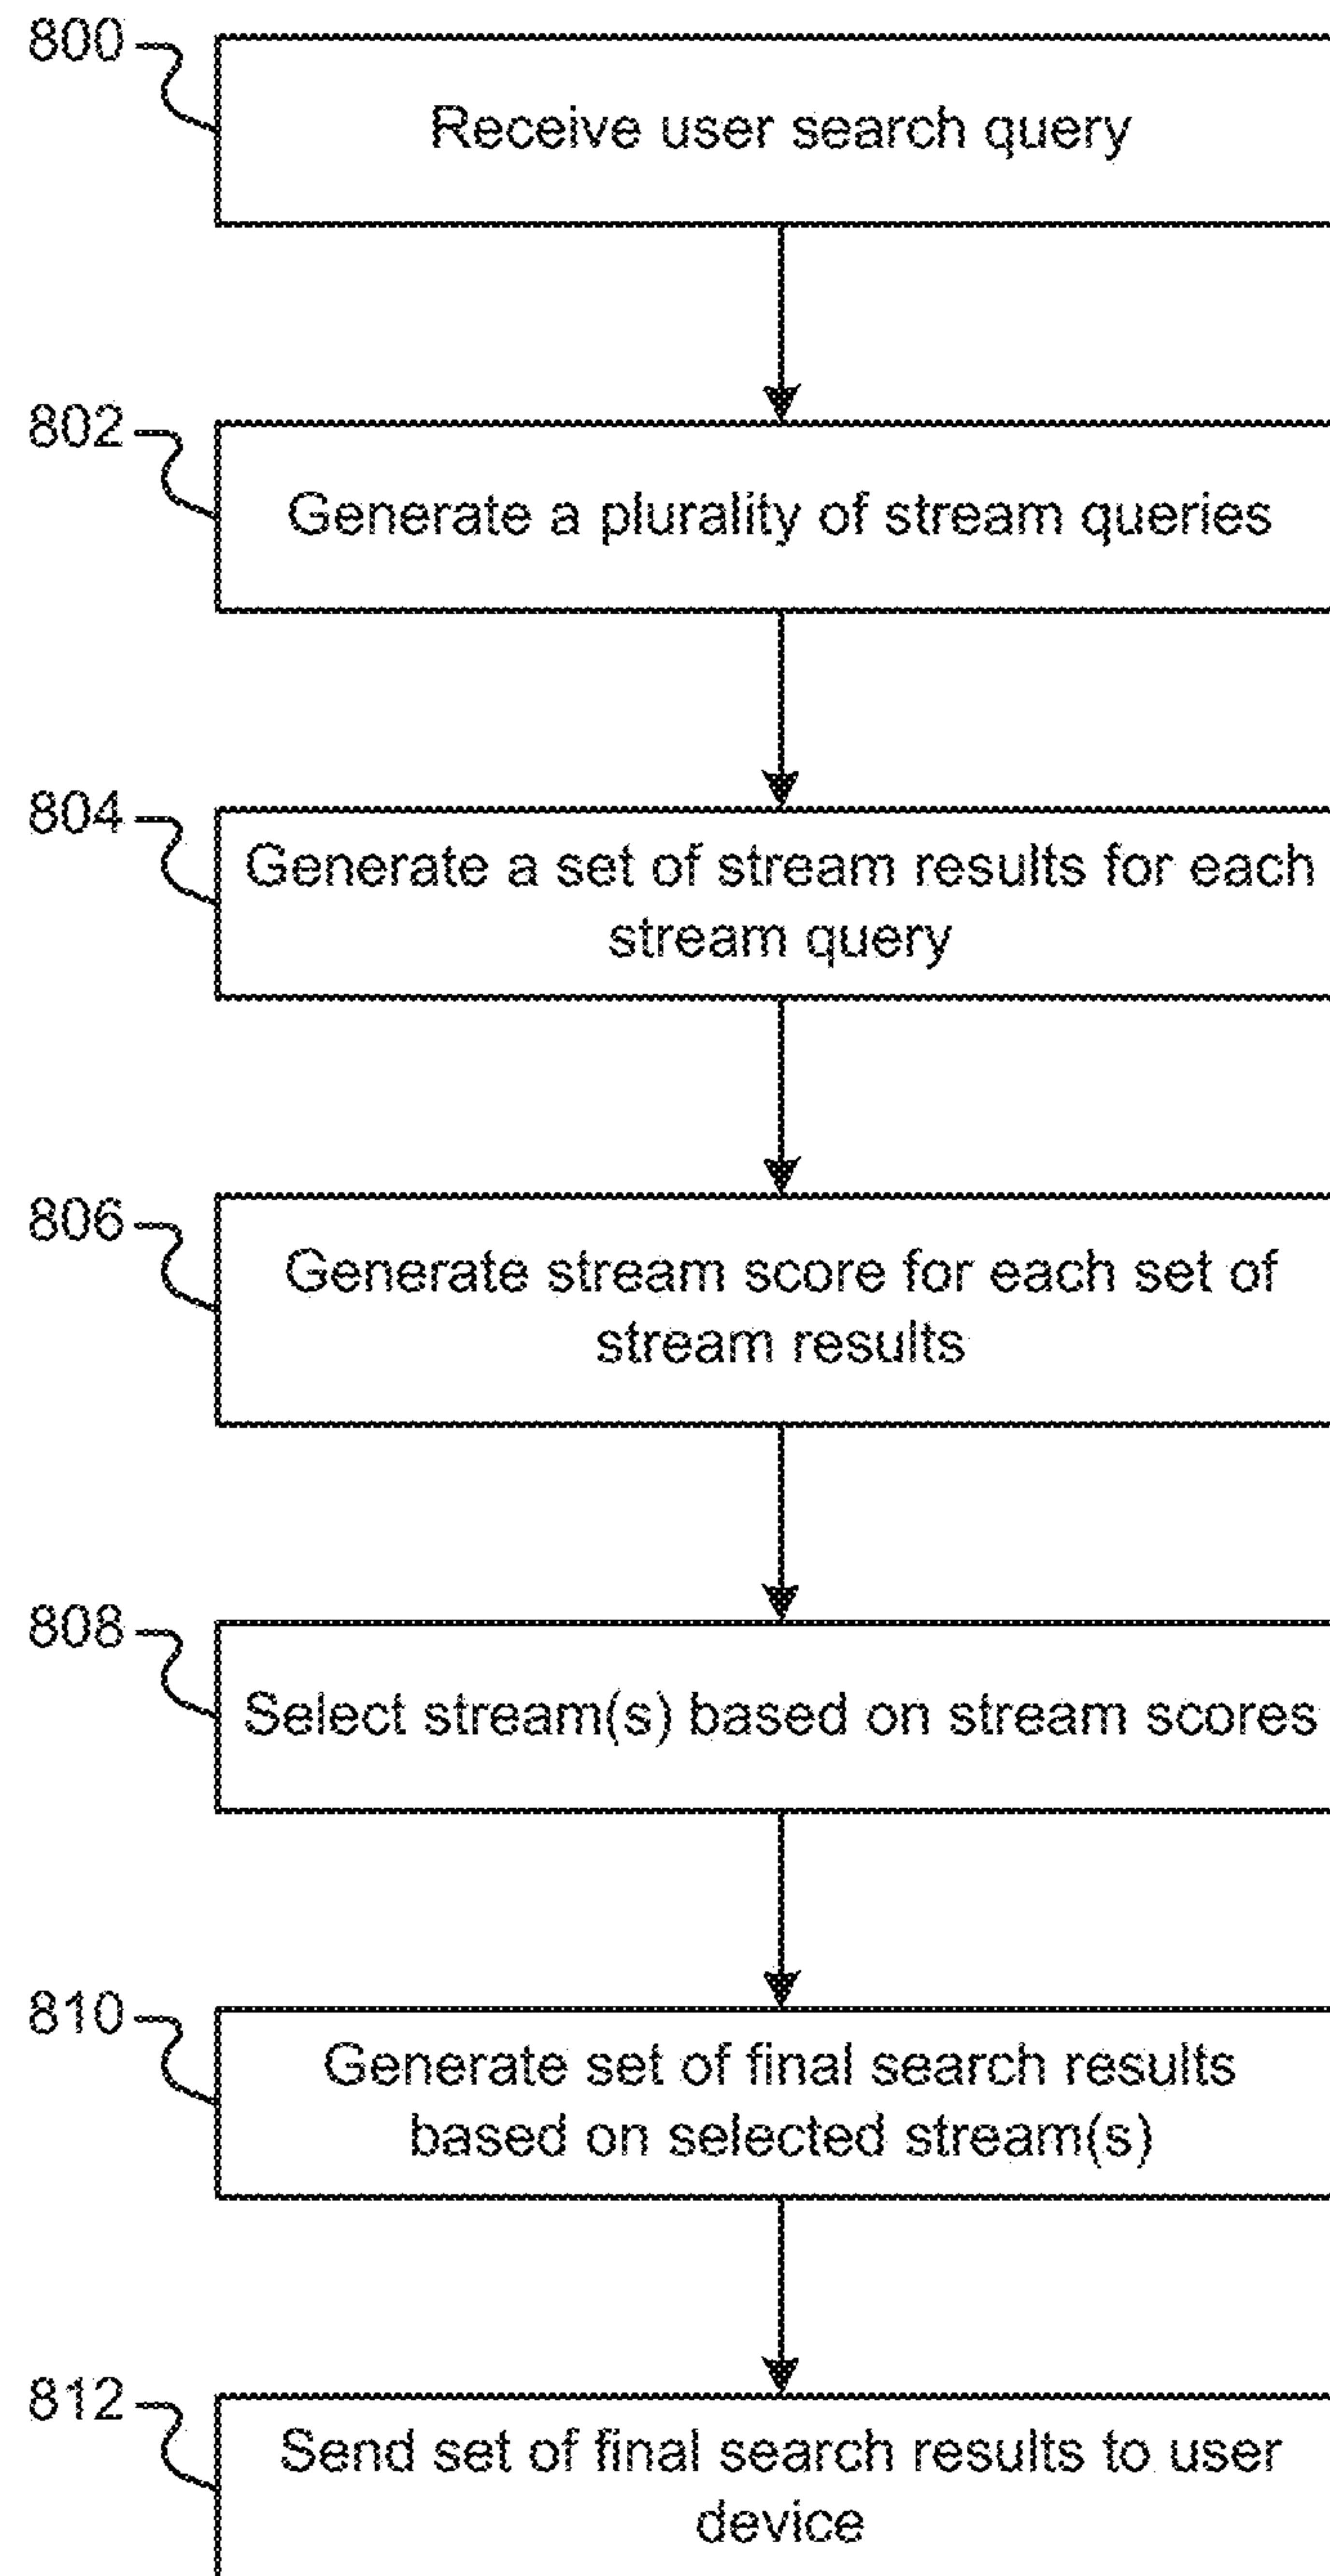 800
Receive user search query
802
Generate a plurality of stream queries
804
Generate a set of stream results for each
stream query
806
Generate stream score for each set of
stream results
808
Select stream(s) based on stream scores
810
Generate set of final search results
based on selected stream(s)
812
Send set of final search results to user
device